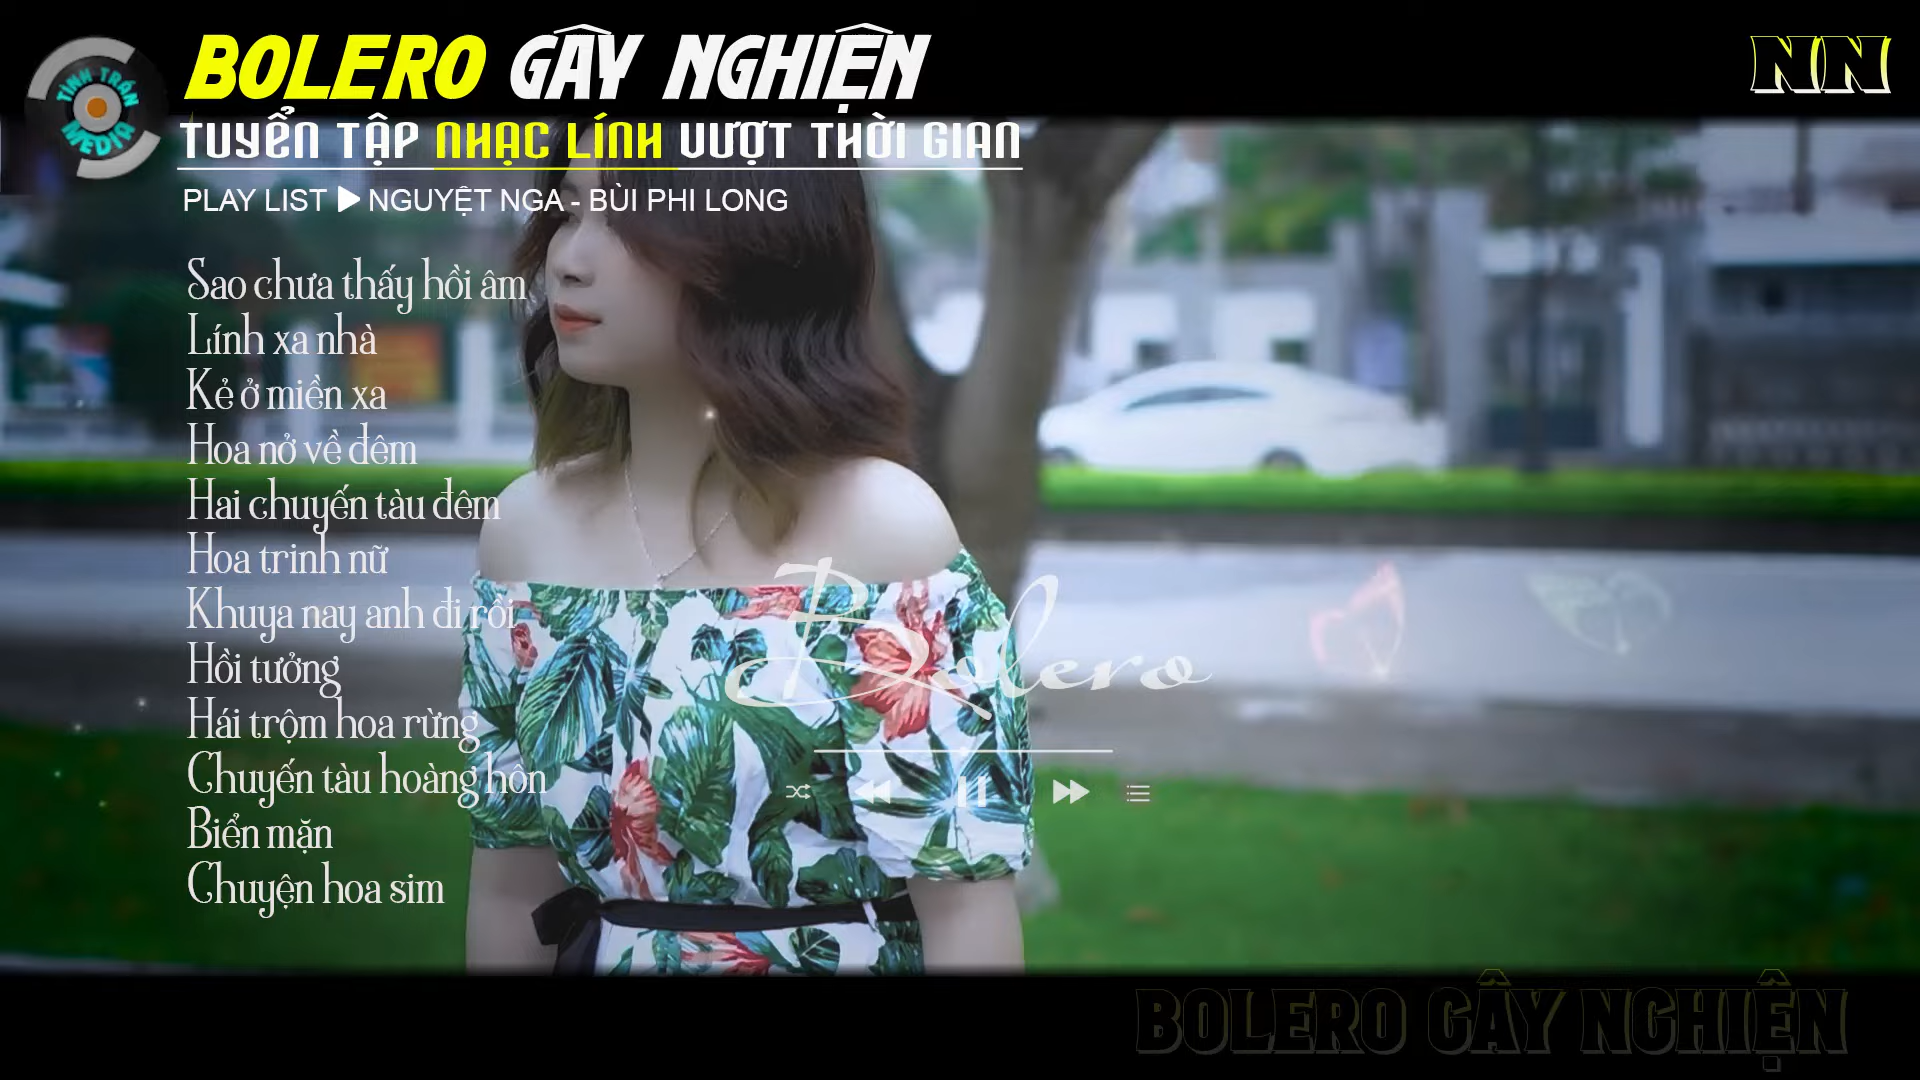 TÌNH TRẦN
MEDIA
BOLERO GÂY NGHIỆN
NN
TUYỂN TẬP NHẠC LÍNH VƯỢT THỜI GIAN
PLAY LIST ▶ NGUYỆT NGA - BÙI PHI LONG
Sao chưa thấy hồi âm
Lính xa nhà
Kẻ ở miền xa
Hoa nở về đêm
Hai chuyến tàu đêm
Hoa trinh nữ
Khuya nay anh đi rồi
Hồi tưởng
Hái trộm hoa rừng
Chuyến tàu hoàng hôn
Biển mặn
Chuyện hoa sim
Bolero
BOLERO GÂY NGHIỆN